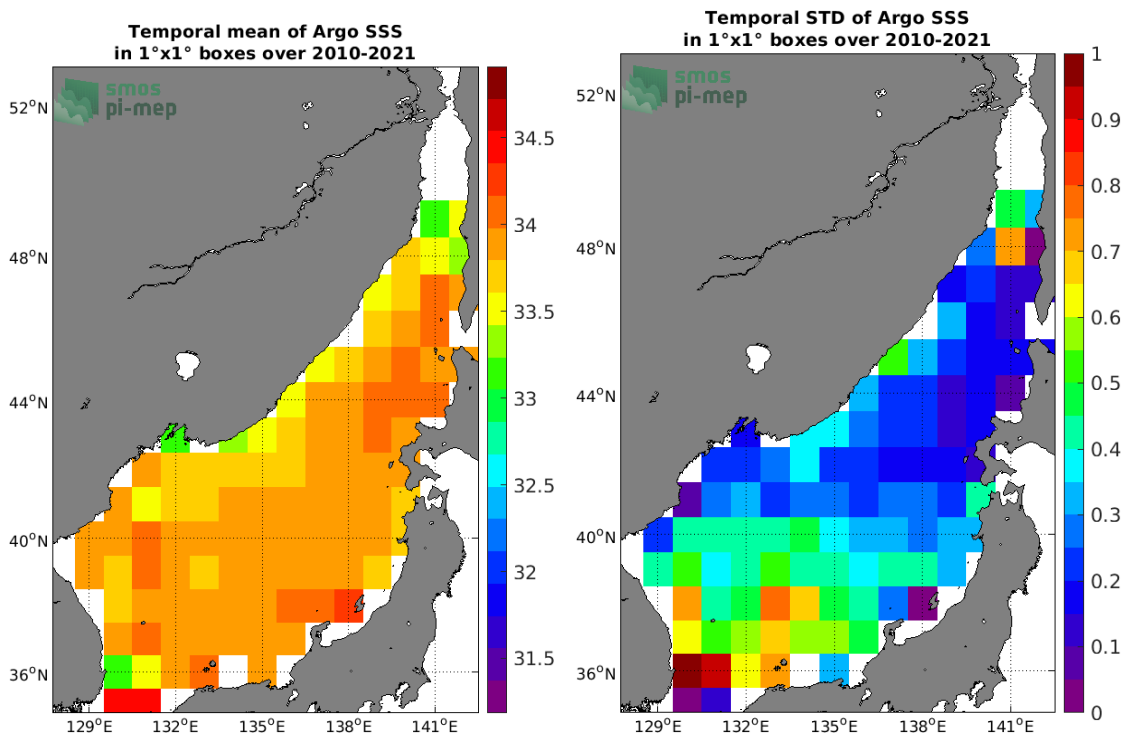 Temporal mean of Argo SSS
in 1°x1° boxes over 2010-2021
smos
pi-mep
52°N
48°N
44°N
40°N
36°N
129°E
132°E
135°E
138°E
141°E
34.5
34
33.5
33
32.5
32
31.5
Temporal STD of Argo SSS
in 1°x1° boxes over 2010-2021
smos
pi-mep
52°N
48°N
44°N
40°N
36°N
129°E
132°E
135°E
138°E
141°E
1
0.9
0.8
0.7
0.6
0.5
0.4
0.3
0.2
0.1
0